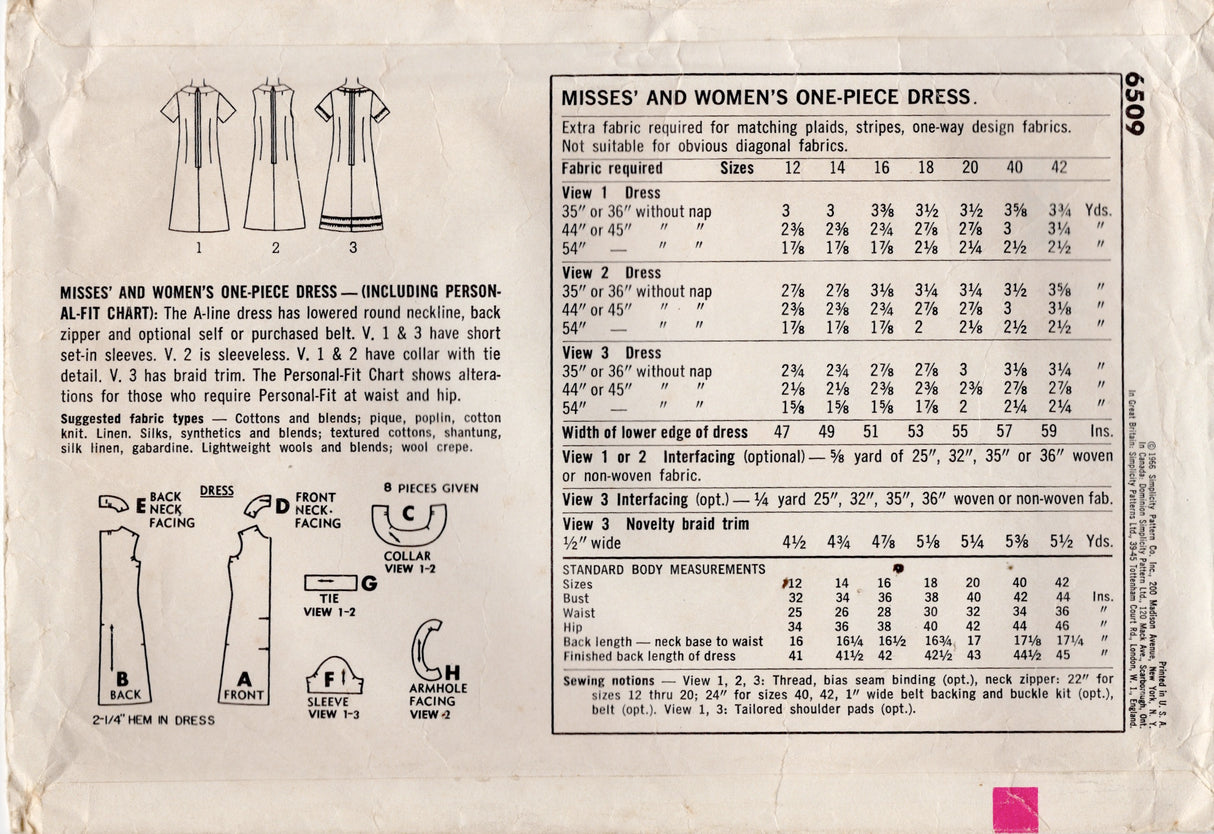 1 2 3
MISSES' AND WOMEN'S ONE-PIECE DRESS — (INCLUDING PERSON-
AL-FIT CHART): The A-line dress has lowered round neckline, back
zipper and optional self or purchased belt. V. 1 & 3 have short
set-in sleeves. V. 2 is sleeveless. V. 1 & 2 have collar with tie
detail. V. 3 has braid trim. The Personal-Fit Chart shows altera-
tions for those who require Personal-Fit at waist and hip.
Suggested fabric types — Cottons and blends; pique, poplin, cotton
knit. Linen. Silks, synthetics and blends; textured cottons, shantung,
silk linen, gabardine. Lightweight wools and blends; wool crepe.
DRESS
8 PIECES GIVEN
E BACK
NECK
FACING
D FRONT
NECK
FACING
C
COLLAR
VIEW 1-2
G
TIE
VIEW 1-2
B
BACK
A
FRONT
F
SLEEVE
VIEW 1-3
H
ARMHOLE
FACING
VIEW 2
2-1/4" HEM IN DRESS
MISSES' AND WOMEN'S ONE-PIECE DRESS.
Extra fabric required for matching plaids, stripes, one-way design fabrics.
Not suitable for obvious diagonal fabrics.
Fabric required Sizes 12 14 16 18 20 40 42
View 1 Dress
35" or 36" without nap 3 3 3⅜ 3½ 3½ 3⅝ 3¾ Yds.
44" or 45" " " 2⅜ 2⅜ 2¾ 2⅞ 2⅞ 3 3¼ "
54" — " " 1⅞ 1⅞ 1⅞ 2⅛ 2¼ 2½ 2½ "
View 2 Dress
35" or 36" without nap 2⅞ 2⅞ 3⅛ 3¼ 3¼ 3½ 3⅝ "
44" or 45" " " 2⅜ 2⅜ 2¾ 2⅞ 2⅞ 3 3⅛ "
54" — " " 1⅞ 1⅞ 1⅞ 2 2⅛ 2½ 2½ "
View 3 Dress
35" or 36" without nap 2¾ 2¾ 2⅞ 2⅞ 3 3⅛ 3¼ "
44" or 45" " " 2⅛ 2⅛ 2⅜ 2⅜ 2⅜ 2⅞ 2⅞ "
54" — " " 1⅝ 1⅝ 1⅝ 1⅞ 2 2¼ 2¼ "
Width of lower edge of dress 47 49 51 53 55 57 59 Ins.
View 1 or 2 Interfacing (optional) — ⅝ yard of 25", 32", 35" or 36" woven
or non-woven fabric.
View 3 Interfacing (opt.) — ¼ yard 25", 32", 35", 36" woven or non-woven fab.
View 3 Novelty braid trim
½" wide 4½ 4¾ 4⅞ 5⅛ 5¼ 5⅜ 5½ Yds.
STANDARD BODY MEASUREMENTS
Sizes 12 14 16 18 20 40 42
Bust 32 34 36 38 40 42 44 Ins.
Waist 25 26 28 30 32 34 36 "
Hip 34 36 38 40 42 44 46 "
Back length — neck base to waist 16 16¼ 16½ 16¾ 17 17⅛ 17¼ "
Finished back length of dress 41 41½ 42 42½ 43 44½ 45 "
Sewing notions — View 1, 2, 3: Thread, bias seam binding (opt.), neck zipper: 22" for
sizes 12 thru 20; 24" for sizes 40, 42, 1" wide belt backing and buckle kit (opt.),
belt (opt.). View 1, 3: Tailored shoulder pads (opt.).
6509
Printed in U. S. A.
© 1966 Simplicity Pattern Co. Inc., 200 Madison Avenue, New York, N. Y.
In Canada: Dominion Simplicity Pattern Ltd., 120 Mack Ave., Scarborough, Ont.
In Great Britain: Simplicity Patterns Ltd., 39-45 Tottenham Court Rd., London, W. 1., England.